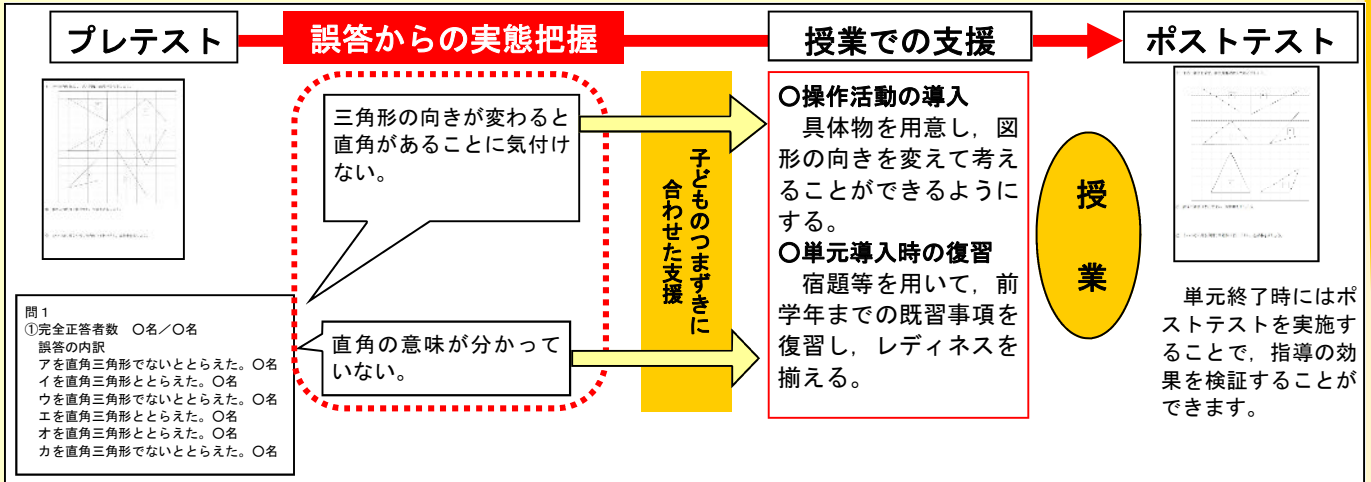 プレテスト
誤答からの実態把握
授業での支援
ポストテスト
三角形の向きが変わると
直角があることに気付け
ない。
直角の意味が分かって
いない。
問1
①完全正答者数 ○名／○名
誤答の内訳
アを直角三角形でないととらえた。○名
イを直角三角形ととらえた。○名
ウを直角三角形でないととらえた。○名
エを直角三角形ととらえた。○名
オを直角三角形ととらえた。○名
カを直角三角形でないととらえた。○名
子どものつまずきに
合わせた支援
○操作活動の導入
具体物を用意し，図
形の向きを変えて考え
ることができるように
する。
○単元導入時の復習
宿題等を用いて，前
学年までの既習事項を
復習し，レディネスを
揃える。
授
業
単元終了時にはポ
ストテストを実施す
ることで，指導の効
果を検証することが
できます。